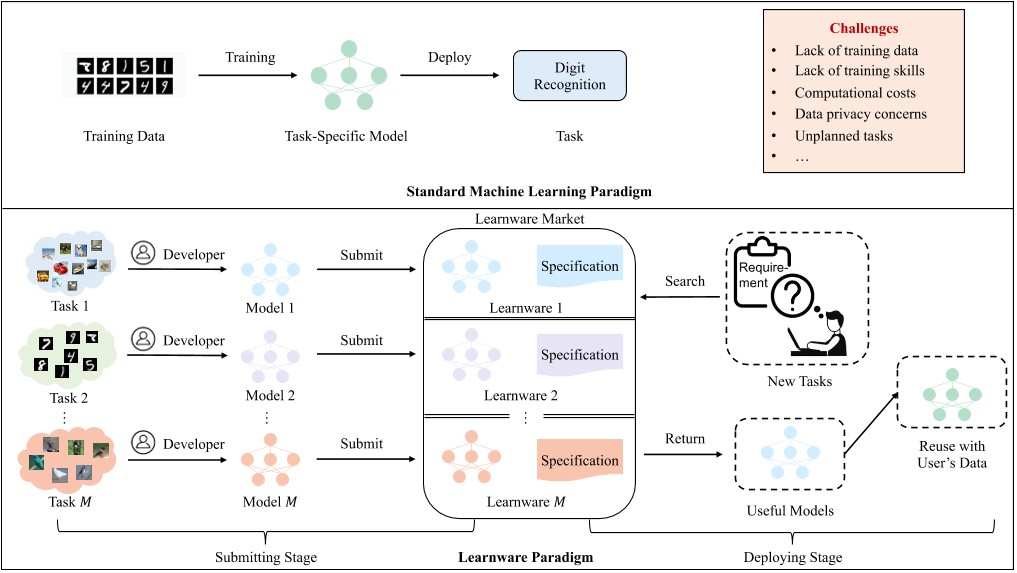 Challenges
• Lack of training data
• Lack of training skills
• Computational costs
• Data privacy concerns
• Unplanned tasks
• …
Training
Deploy
Digit
Recognition
Training Data
Task-Specific Model
Task
Standard Machine Learning Paradigm
Learnware Market
Developer
Submit
Task 1
Model 1
Specification
Learnware 1
Search
Require-
ment
?
New Tasks
Developer
Submit
Task 2
Model 2
Specification
Learnware 2
⋮
⋮
⋮
Developer
Submit
Task M
Model M
Specification
Learnware M
Return
Useful Models
Reuse with
User's Data
Submitting Stage
Learnware Paradigm
Deploying Stage